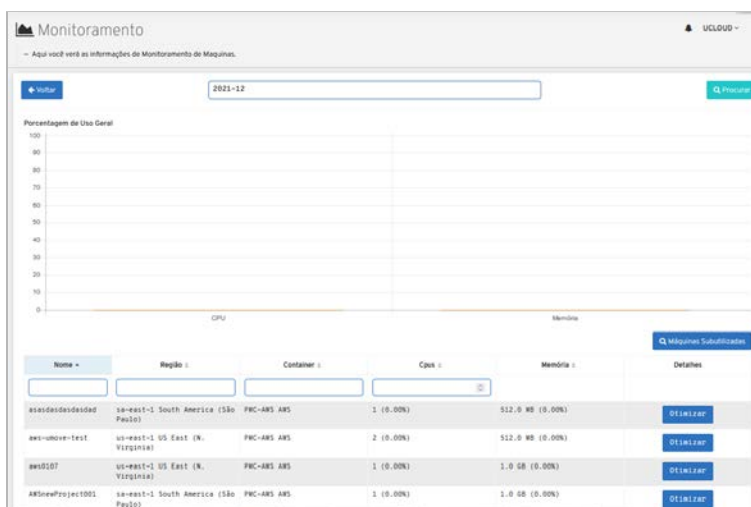 Monitoramento
UCLOUD
– Aqui você verá as informações de Monitoramento de Maquinas.
Voltar
2021-12
Procurar
Porcentagem de Uso Geral
100
90
80
70
60
50
40
30
20
10
0
CPU
Memória
Máquinas Subutilizadas
Nome Região Container Cpus Memória Detalhes
asasdasdasdasdad sa-east-1 South America (São Paulo) PWC-AWS AWS 1 (0.00%) 512.0 MB (0.00%) Otimizar
aws-umove-test us-east-1 US East (N. Virginia) PWC-AWS AWS 2 (0.00%) 512.0 MB (0.00%) Otimizar
aws0107 us-east-1 US East (N. Virginia) PWC-AWS AWS 1 (0.00%) 1.0 GB (0.00%) Otimizar
AWSnewProject001 sa-east-1 South America (São Paulo) PWC-AWS AWS 1 (0.00%) 1.0 GB (0.00%) Otimizar